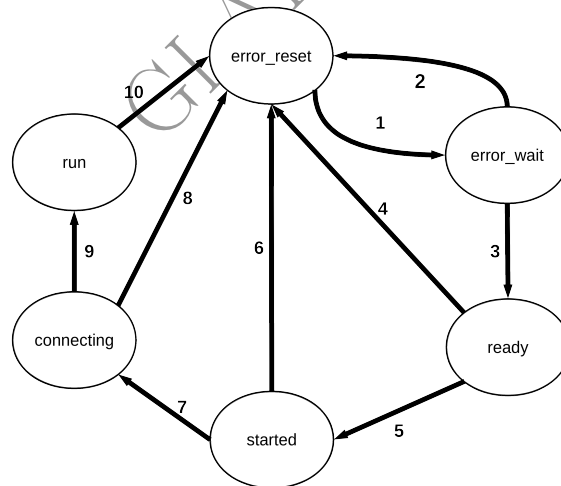 error_reset
10
2
1
run
error_wait
8
4
6
9
3
connecting
ready
7
5
started